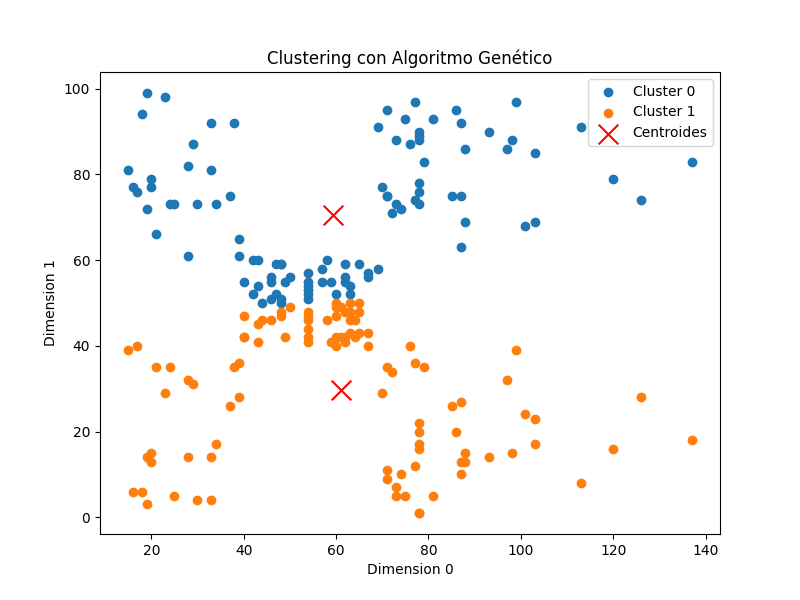 Clustering con Algoritmo Genético
Cluster 0
Cluster 1
Centroides
100
80
60
40
20
0
Dimension 1
20 40 60 80 100 120 140
Dimension 0